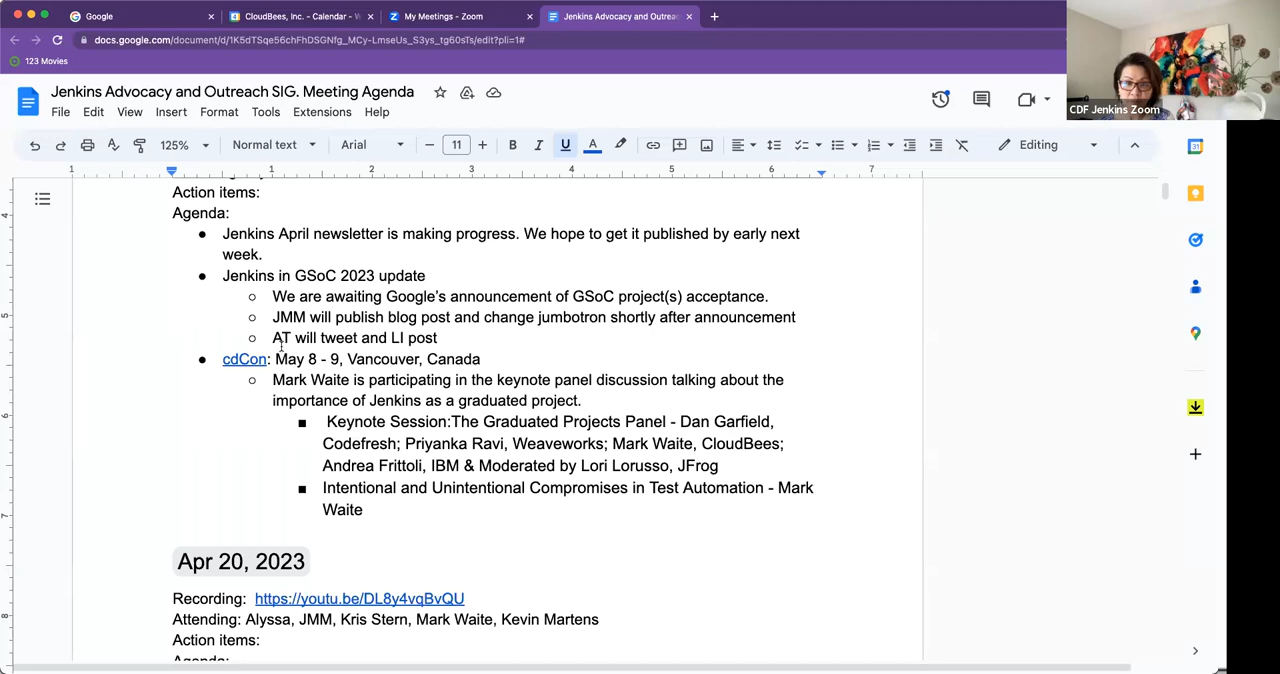 Google
CloudBees, Inc. - Calendar - W
My Meetings - Zoom
Jenkins Advocacy and Outreac
docs.google.com/document/d/1K5dTSqe56chFhDSGNfg_MCy-LmseUs_S3ys_tg60sTs/edit?pli=1#
123 Movies
Jenkins Advocacy and Outreach SIG. Meeting Agenda
File Edit View Insert Format Tools Extensions Help
CDF Jenkins Zoom
125% Normal text Arial 11 B I U A Editing
1 1 2 3 4 5 6 7
Action items:
Agenda:
Jenkins April newsletter is making progress. We hope to get it published by early next
week.
Jenkins in GSoC 2023 update
We are awaiting Google's announcement of GSoC project(s) acceptance.
JMM will publish blog post and change jumbotron shortly after announcement
AT will tweet and LI post
cdCon: May 8 - 9, Vancouver, Canada
Mark Waite is participating in the keynote panel discussion talking about the
importance of Jenkins as a graduated project.
Keynote Session:The Graduated Projects Panel - Dan Garfield,
Codefresh; Priyanka Ravi, Weaveworks; Mark Waite, CloudBees;
Andrea Frittoli, IBM & Moderated by Lori Lorusso, JFrog
Intentional and Unintentional Compromises in Test Automation - Mark
Waite
Apr 20, 2023
Recording: https://youtu.be/DL8y4vqBvQU
Attending: Alyssa, JMM, Kris Stern, Mark Waite, Kevin Martens
Action items:
Agenda: